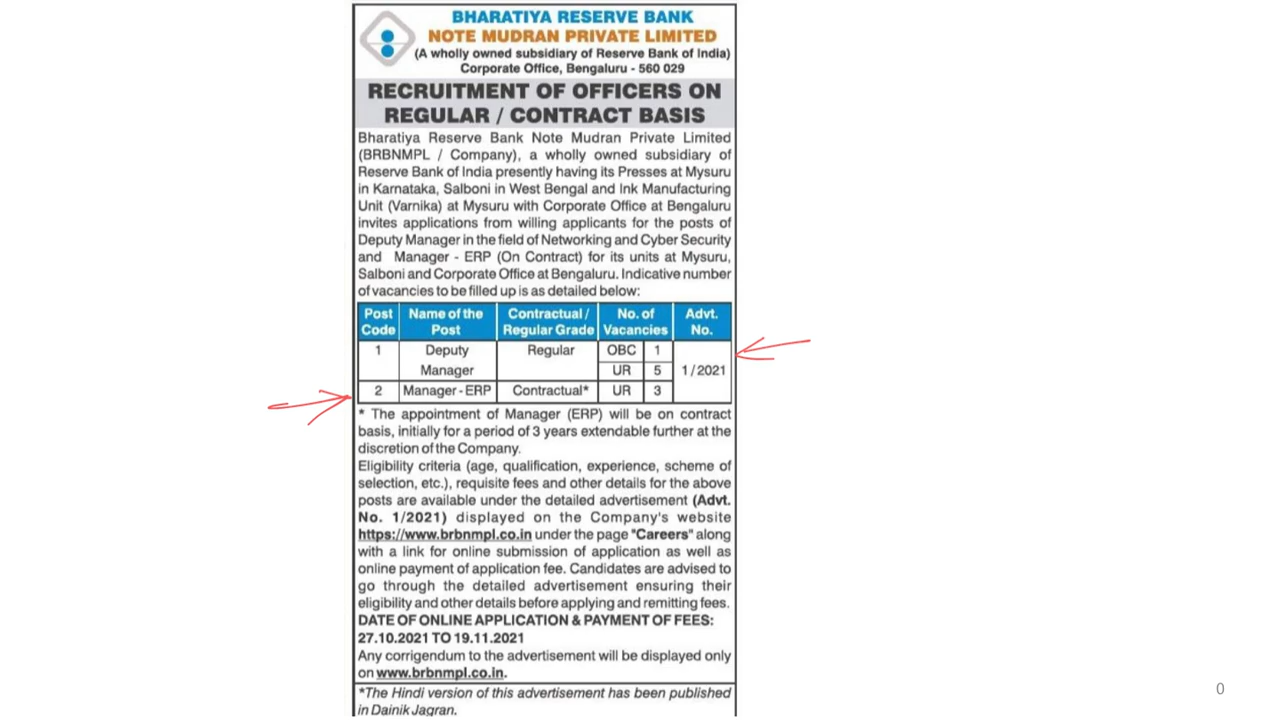 BHARATIYA RESERVE BANK
NOTE MUDRAN PRIVATE LIMITED
(A wholly owned subsidiary of Reserve Bank of India)
Corporate Office, Bengaluru - 560 029
RECRUITMENT OF OFFICERS ON
REGULAR / CONTRACT BASIS
Bharatiya Reserve Bank Note Mudran Private Limited
(BRBNMPL / Company), a wholly owned subsidiary of
Reserve Bank of India presently having its Presses at Mysuru
in Karnataka, Salboni in West Bengal and Ink Manufacturing
Unit (Varnika) at Mysuru with Corporate Office at Bengaluru
invites applications from willing applicants for the posts of
Deputy Manager in the field of Networking and Cyber Security
and Manager - ERP (On Contract) for its units at Mysuru,
Salboni and Corporate Office at Bengaluru. Indicative number
of vacancies to be filled up is as detailed below:
Post Name of the Contractual / No. of Advt.
Code Post Regular Grade Vacancies No.
1 Deputy Regular OBC 1
Manager UR 5 1/2021
2 Manager - ERP Contractual* UR 3
* The appointment of Manager (ERP) will be on contract
basis, initially for a period of 3 years extendable further at the
discretion of the Company.
Eligibility criteria (age, qualification, experience, scheme of
selection, etc.), requisite fees and other details for the above
posts are available under the detailed advertisement (Advt.
No. 1/2021) displayed on the Company's website
https://www.brbnmpl.co.in under the page "Careers" along
with a link for online submission of application as well as
online payment of application fee. Candidates are advised to
go through the detailed advertisement ensuring their
eligibility and other details before applying and remitting fees.
DATE OF ONLINE APPLICATION & PAYMENT OF FEES:
27.10.2021 TO 19.11.2021
Any corrigendum to the advertisement will be displayed only
on www.brbnmpl.co.in.
*The Hindi version of this advertisement has been published
in Dainik Jagran.
0